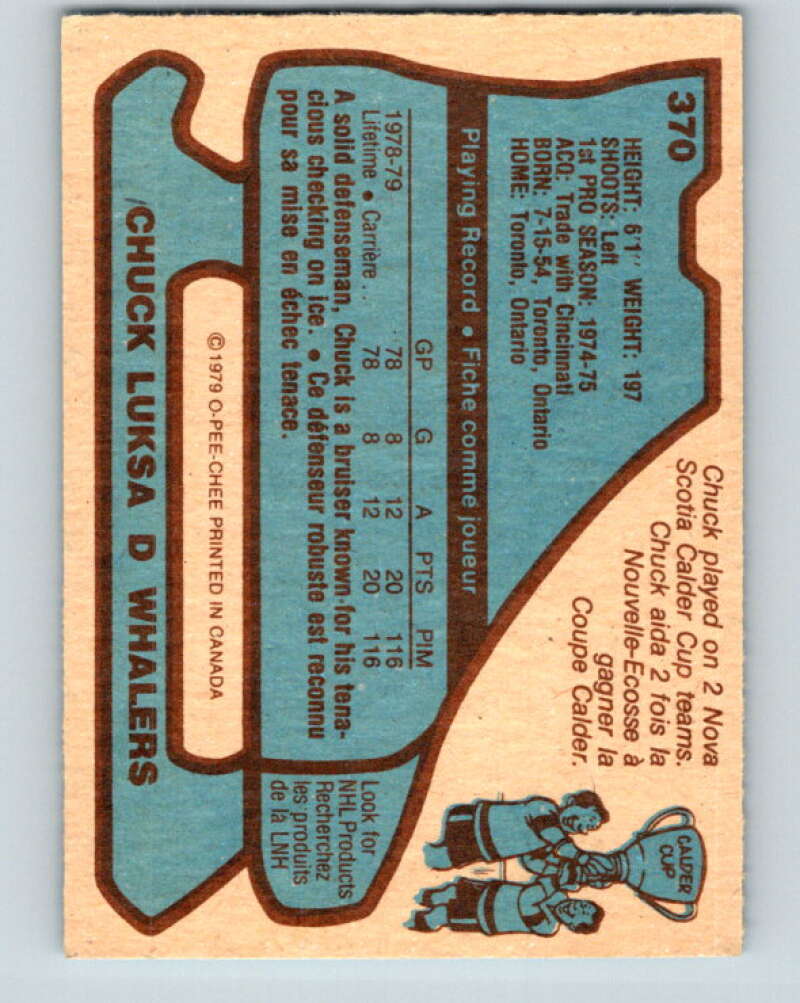 370
HEIGHT: 6'1" WEIGHT: 197
SHOOTS: Left
1st PRO SEASON: 1974-75
ACQ: Trade with Cincinnati
BORN: 7-15-54, Toronto, Ontario
HOME: Toronto, Ontario
Chuck played on 2 Nova
Scotia Calder Cup teams.
Chuck aida 2 fois la
Nouvelle-Ecosse à
gagner la
Coupe Calder.
CALDER
CUP
Playing Record • Fiche comme joueur
GP G A PTS PIM
1978-79 78 8 12 20 116
Lifetime • Carrière .. 78 8 12 20 116
A solid defenseman, Chuck is a bruiser known for his tena-
cious checking on ice. • Ce défenseur robuste est reconnu
pour sa mise en échec tenace.
Look for
NHL Products
Recherchez
les produits
de la LNH
©1979 O-PEE-CHEE PRINTED IN CANADA
CHUCK LUKSA D WHALERS